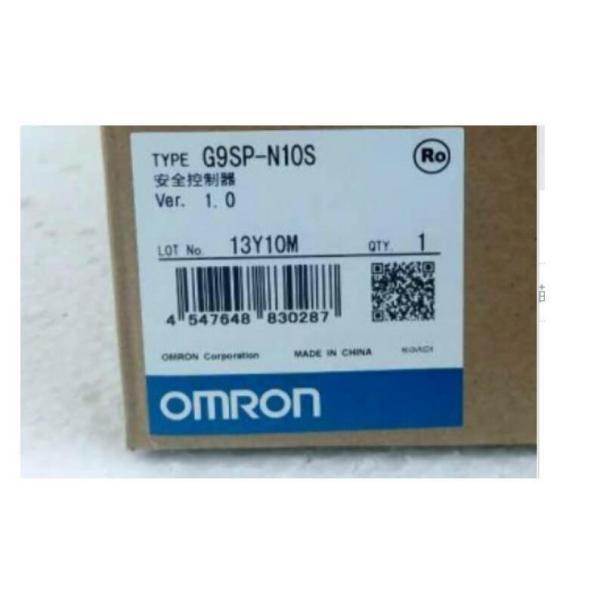 TYPE G9SP-N10S
Ro
安全控制器
Ver. 1.0
LOT No. 13Y10M QTY. 1
4 547648 830287
OMRON Corporation MADE IN CHINA
OMRON